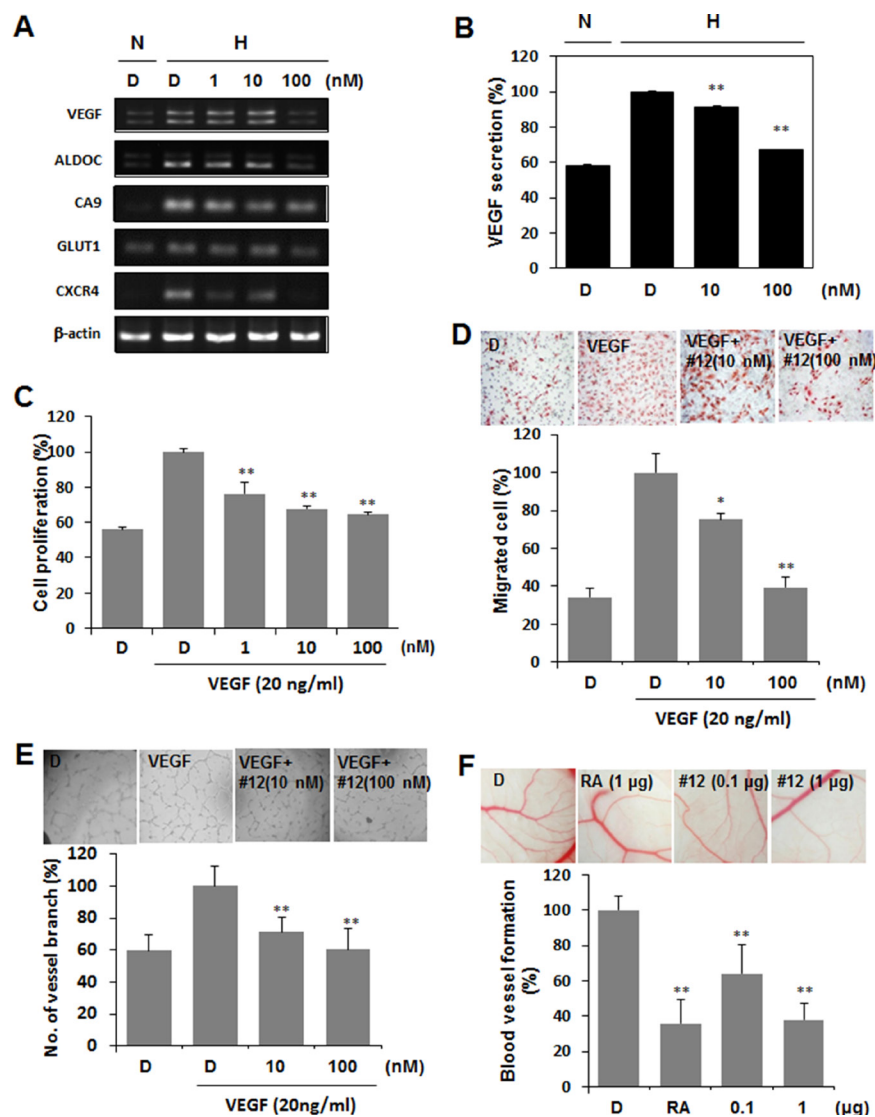 A
N H
D D 1 10 100 (nM)
VEGF
ALDOC
CA9
GLUT1
CXCR4
β-actin
B
N H
VEGF secretion (%)
120
100
80
60
40
20
0
**
**
D D 10 100 (nM)
C
Cell proliferation (%)
120
100
80
60
40
20
0
**
**
**
D D 1 10 100 (nM)
VEGF (20 ng/ml)
D
D
VEGF
VEGF+
#12(10 nM)
VEGF+
#12(100 nM)
Migrated cell (%)
120
100
80
60
40
20
0
*
**
D D 10 100 (nM)
VEGF (20 ng/ml)
E
D
VEGF
VEGF+
#12(10 nM)
VEGF+
#12(100 nM)
No. of vessel branch (%)
120
100
80
60
40
20
0
**
**
D D 10 100 (nM)
VEGF (20ng/ml)
F
D
RA (1 µg)
#12 (0.1 µg)
#12 (1 µg)
Blood vessel formation
(%)
120
100
80
60
40
20
0
**
**
**
D RA 0.1 1 (µg)